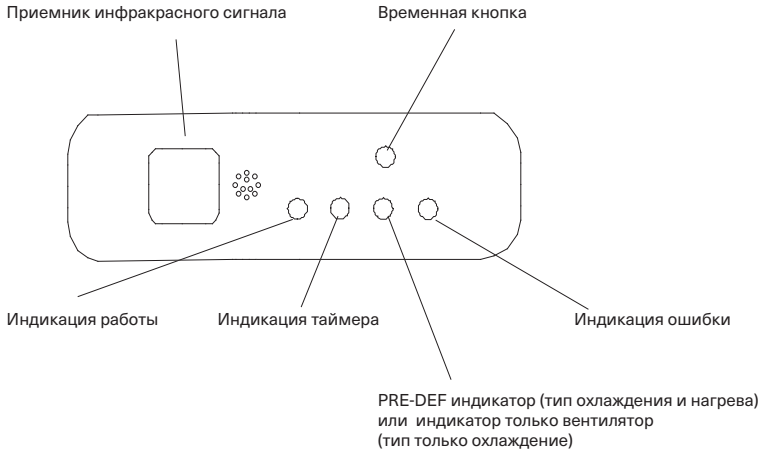 Приемник инфракрасного сигнала
Временная кнопка
Индикация работы
Индикация таймера
Индикация ошибки
PRE-DEF индикатор (тип охлаждения и нагрева)
или индикатор только вентилятор
(тип только охлаждение)